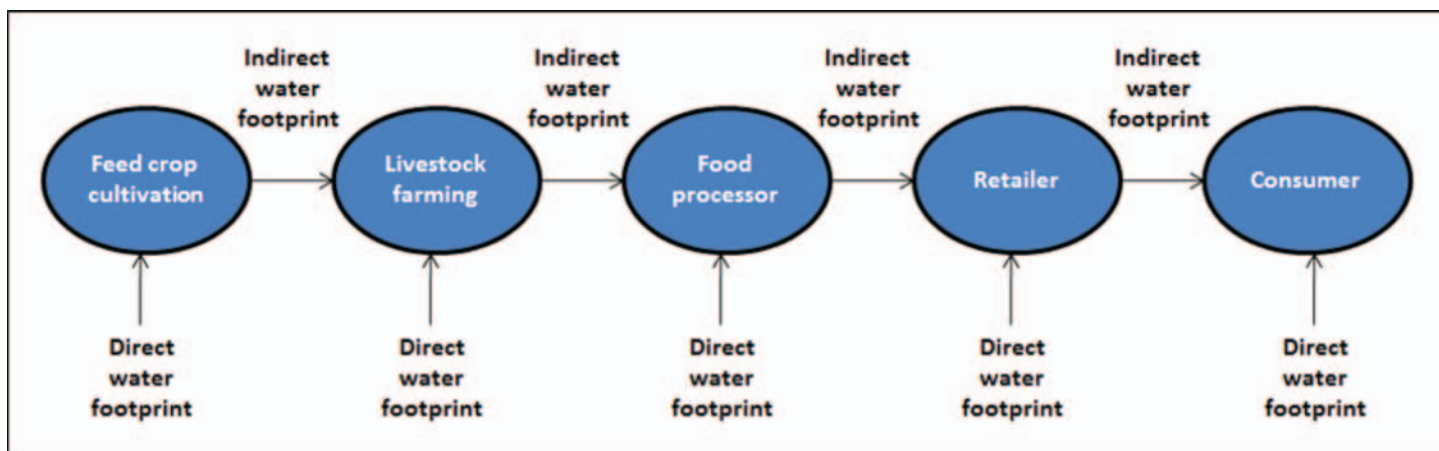 Indirect
water
footprint
Indirect
water
footprint
Indirect
water
footprint
Indirect
water
footprint
Feed crop
cultivation
Livestock
farming
Food
processor
Retailer
Consumer
Direct
water
footprint
Direct
water
footprint
Direct
water
footprint
Direct
water
footprint
Direct
water
footprint